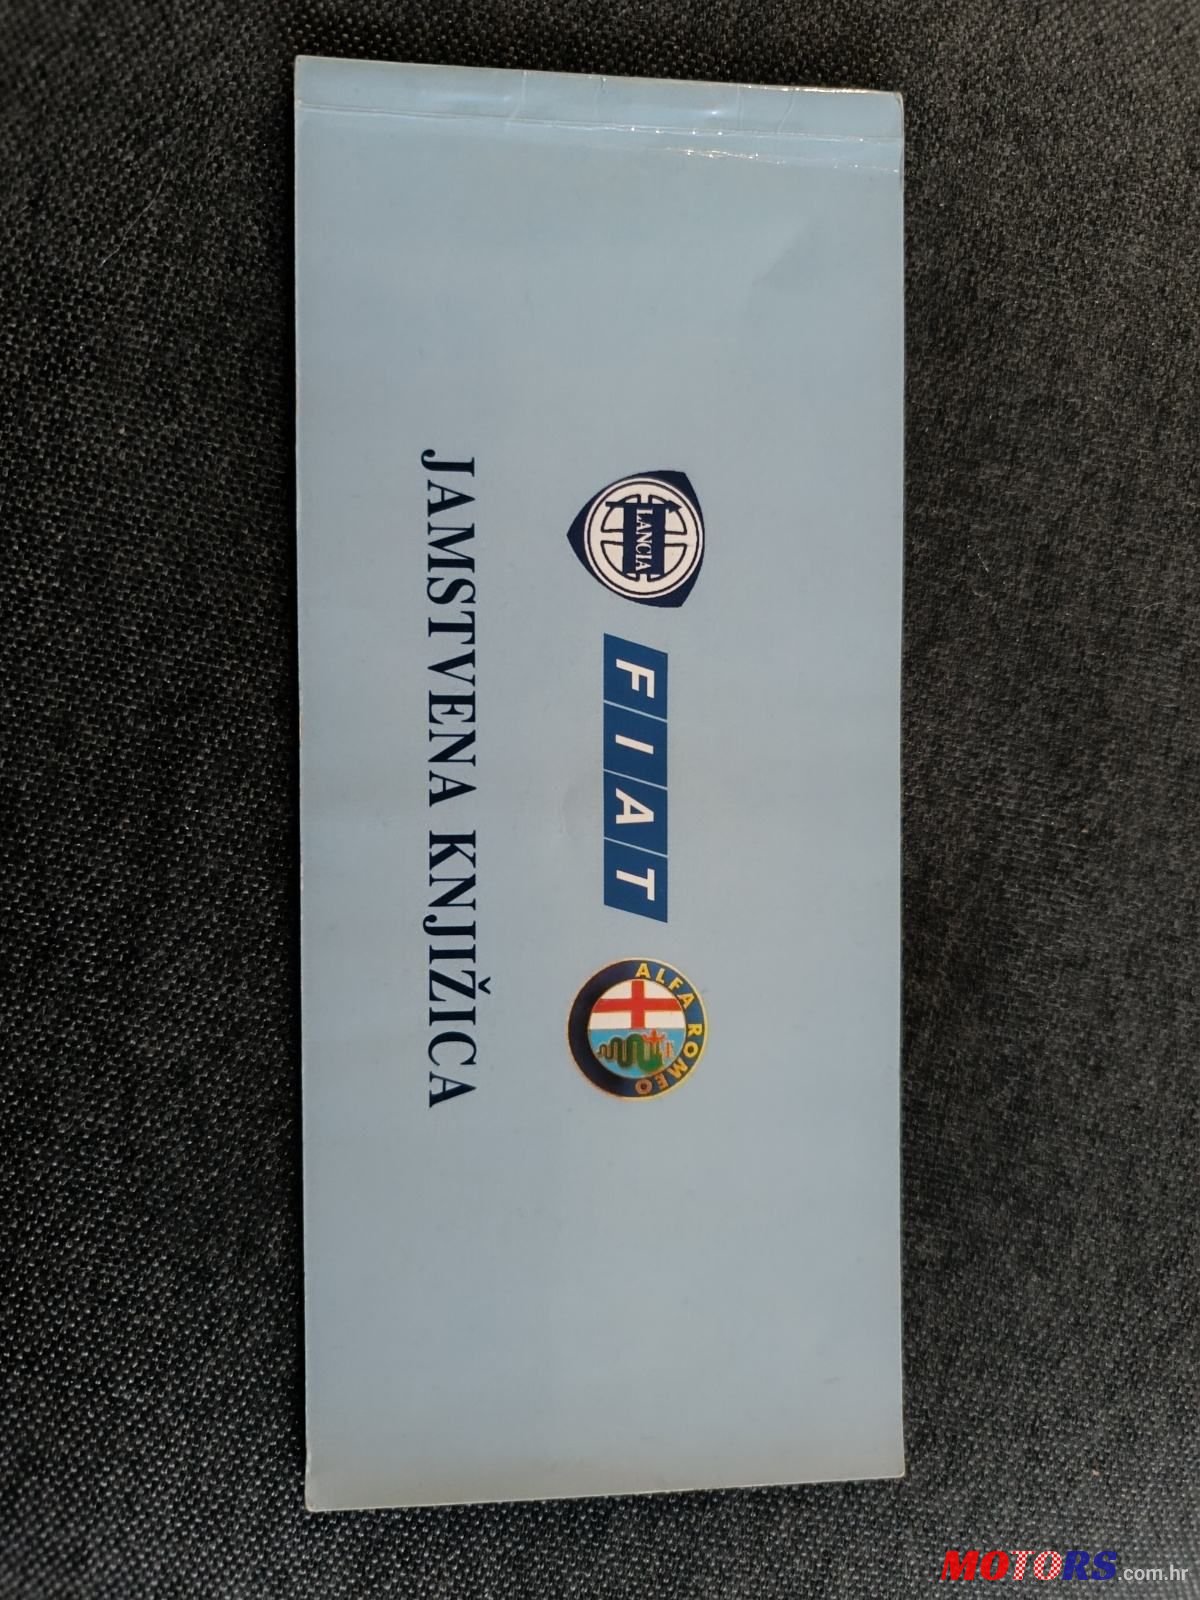 LANCIA
FIAT
ALFA ROMEO
JAMSTVENA KNJIŽICA
MOTORS.com.hr